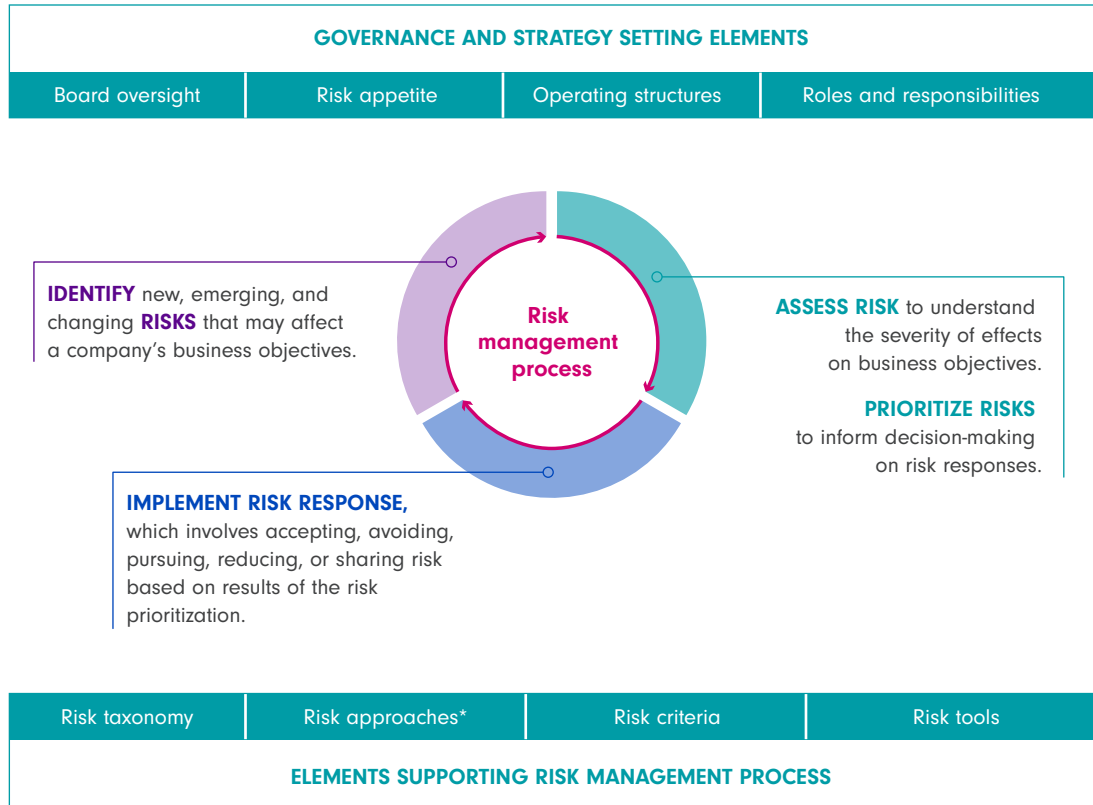 GOVERNANCE AND STRATEGY SETTING ELEMENTS
Board oversight
Risk appetite
Operating structures
Roles and responsibilities
IDENTIFY new, emerging, and
changing RISKS that may affect
a company’s business objectives.
Risk
management
process
ASSESS RISK to understand
the severity of effects
on business objectives.
PRIORITIZE RISKS
to inform decision-making
on risk responses.
IMPLEMENT RISK RESPONSE,
which involves accepting, avoiding,
pursuing, reducing, or sharing risk
based on results of the risk
prioritization.
Risk taxonomy
Risk approaches*
Risk criteria
Risk tools
ELEMENTS SUPPORTING RISK MANAGEMENT PROCESS